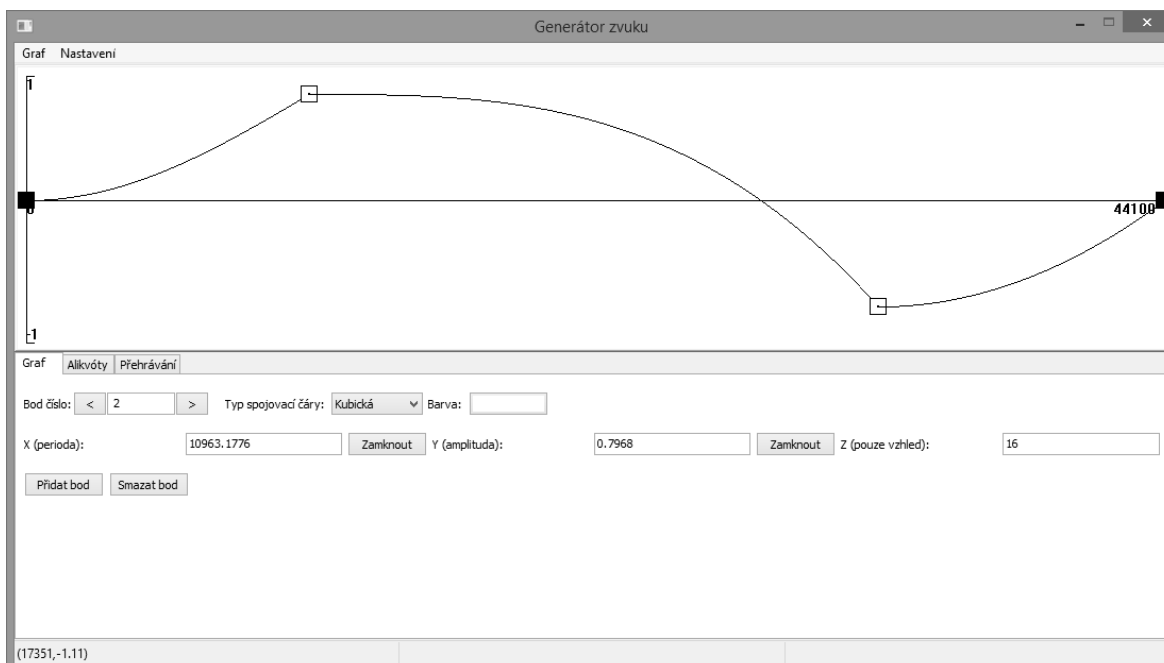 Generátor zvuku
Graf Nastavení
1
0
44100
-1
Graf Alikvóty Přehrávání
Bod číslo: < 2 > Typ spojovací čáry: Kubická Barva:
X (perioda): 10963.1776 Zamknout Y (amplituda): 0.7968 Zamknout Z (pouze vzhled): 16
Přidat bod Smazat bod
(17351,-1.11)